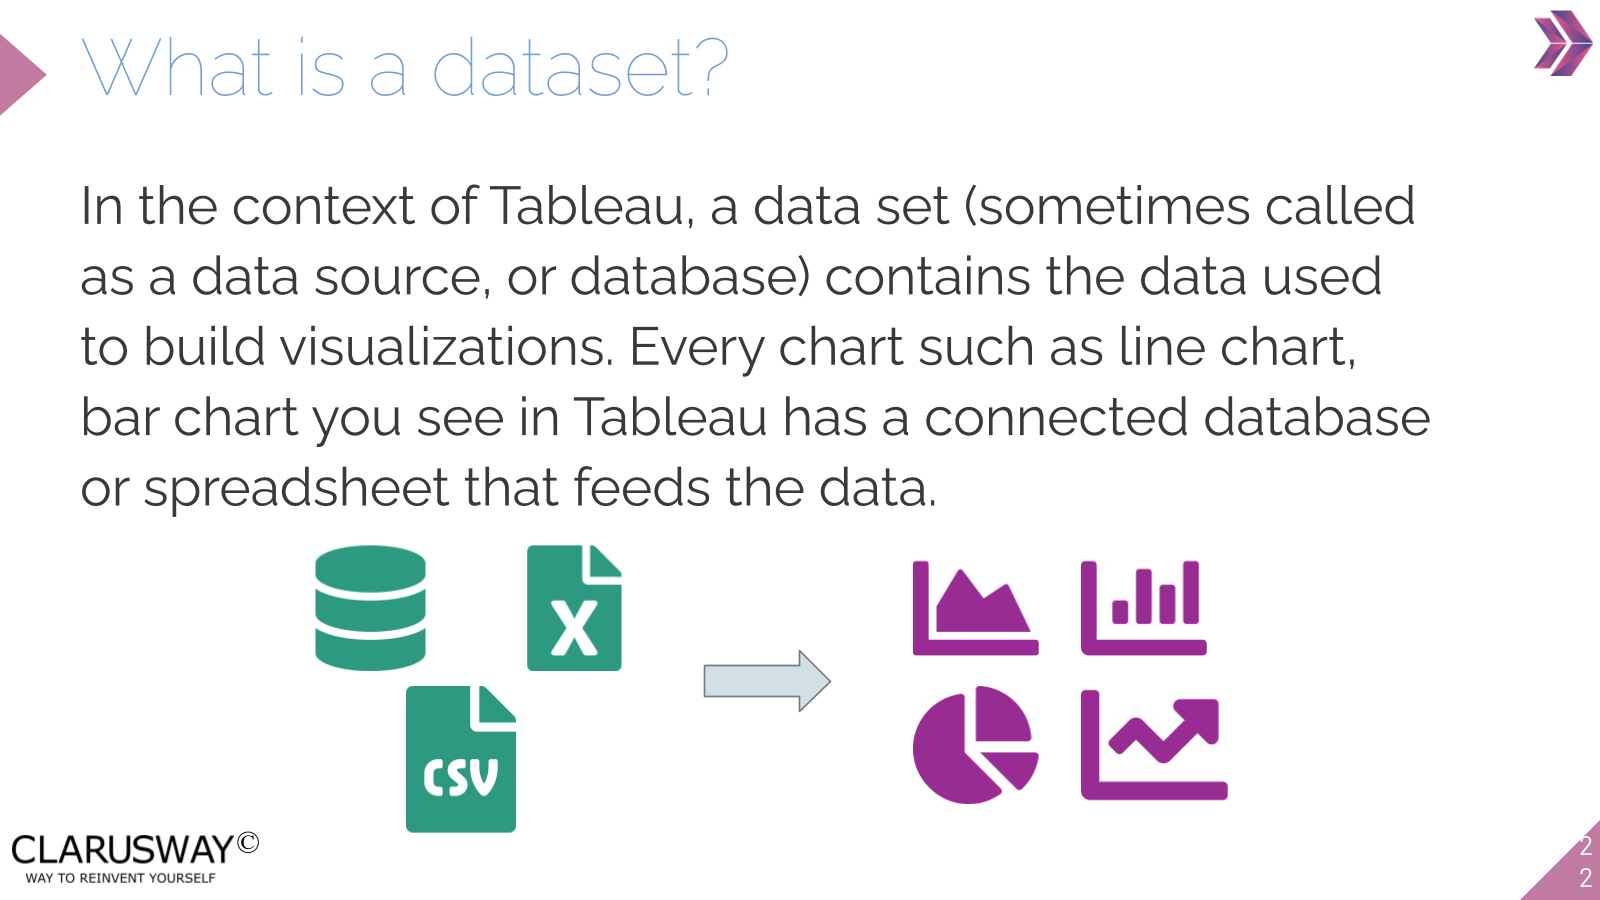 What is a dataset?
In the context of Tableau, a data set (sometimes called
as a data source, or database) contains the data used
to build visualizations. Every chart such as line chart,
bar chart you see in Tableau has a connected database
or spreadsheet that feeds the data.
X
CSV
CLARUSWAY©
WAY TO REINVENT YOURSELF
2
2